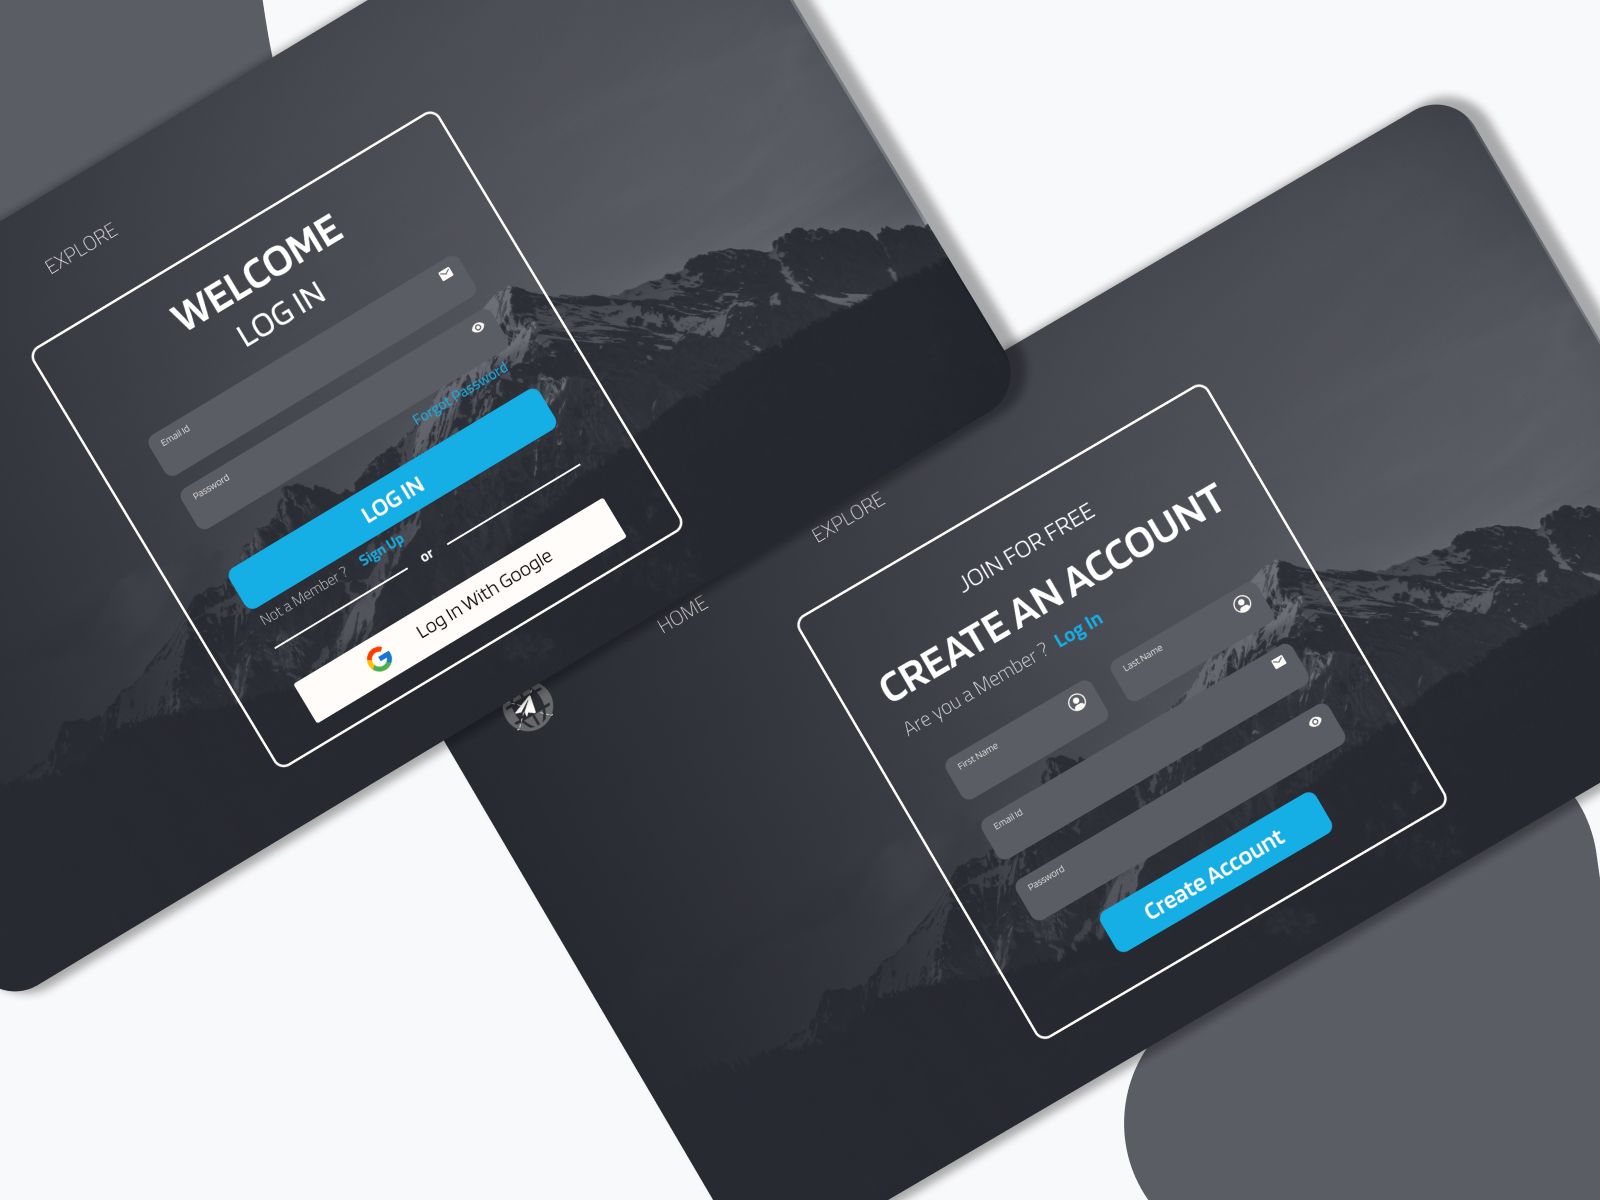 EXPLORE
WELCOME
LOG IN
Email Id
Password
Forgot Password
LOG IN
Not a Member ? Sign Up
or
Log In With Google
HOME
EXPLORE
JOIN FOR FREE
CREATE AN ACCOUNT
Are you a Member ? Log In
First Name
Last Name
Email Id
Password
Create Account